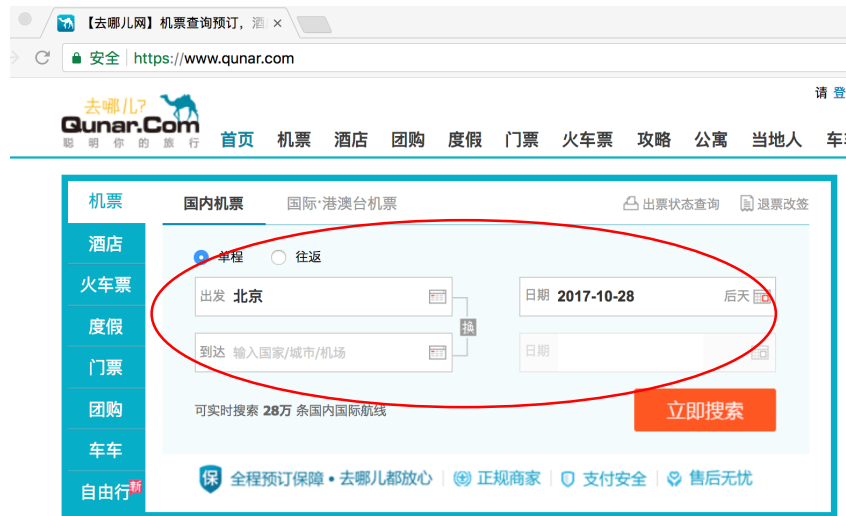 【去哪儿网】机票查询预订，酒
安全 https://www.qunar.com
请 登
去哪儿?
Qunar.Com
聪明你的旅行
首页 机票 酒店 团购 度假 门票 火车票 攻略 公寓 当地人
机票
国内机票 国际·港澳台机票 出票状态查询 退票改签
酒店
单程 往返
火车票
出发 北京 日期 2017-10-28 后天
度假
换
门票
到达 输入国家/城市/机场 日期
团购
可实时搜索 28万 条国内国际航线 立即搜索
车车
自由行 新
保 全程预订保障•去哪儿都放心 正规商家 支付安全 售后无忧